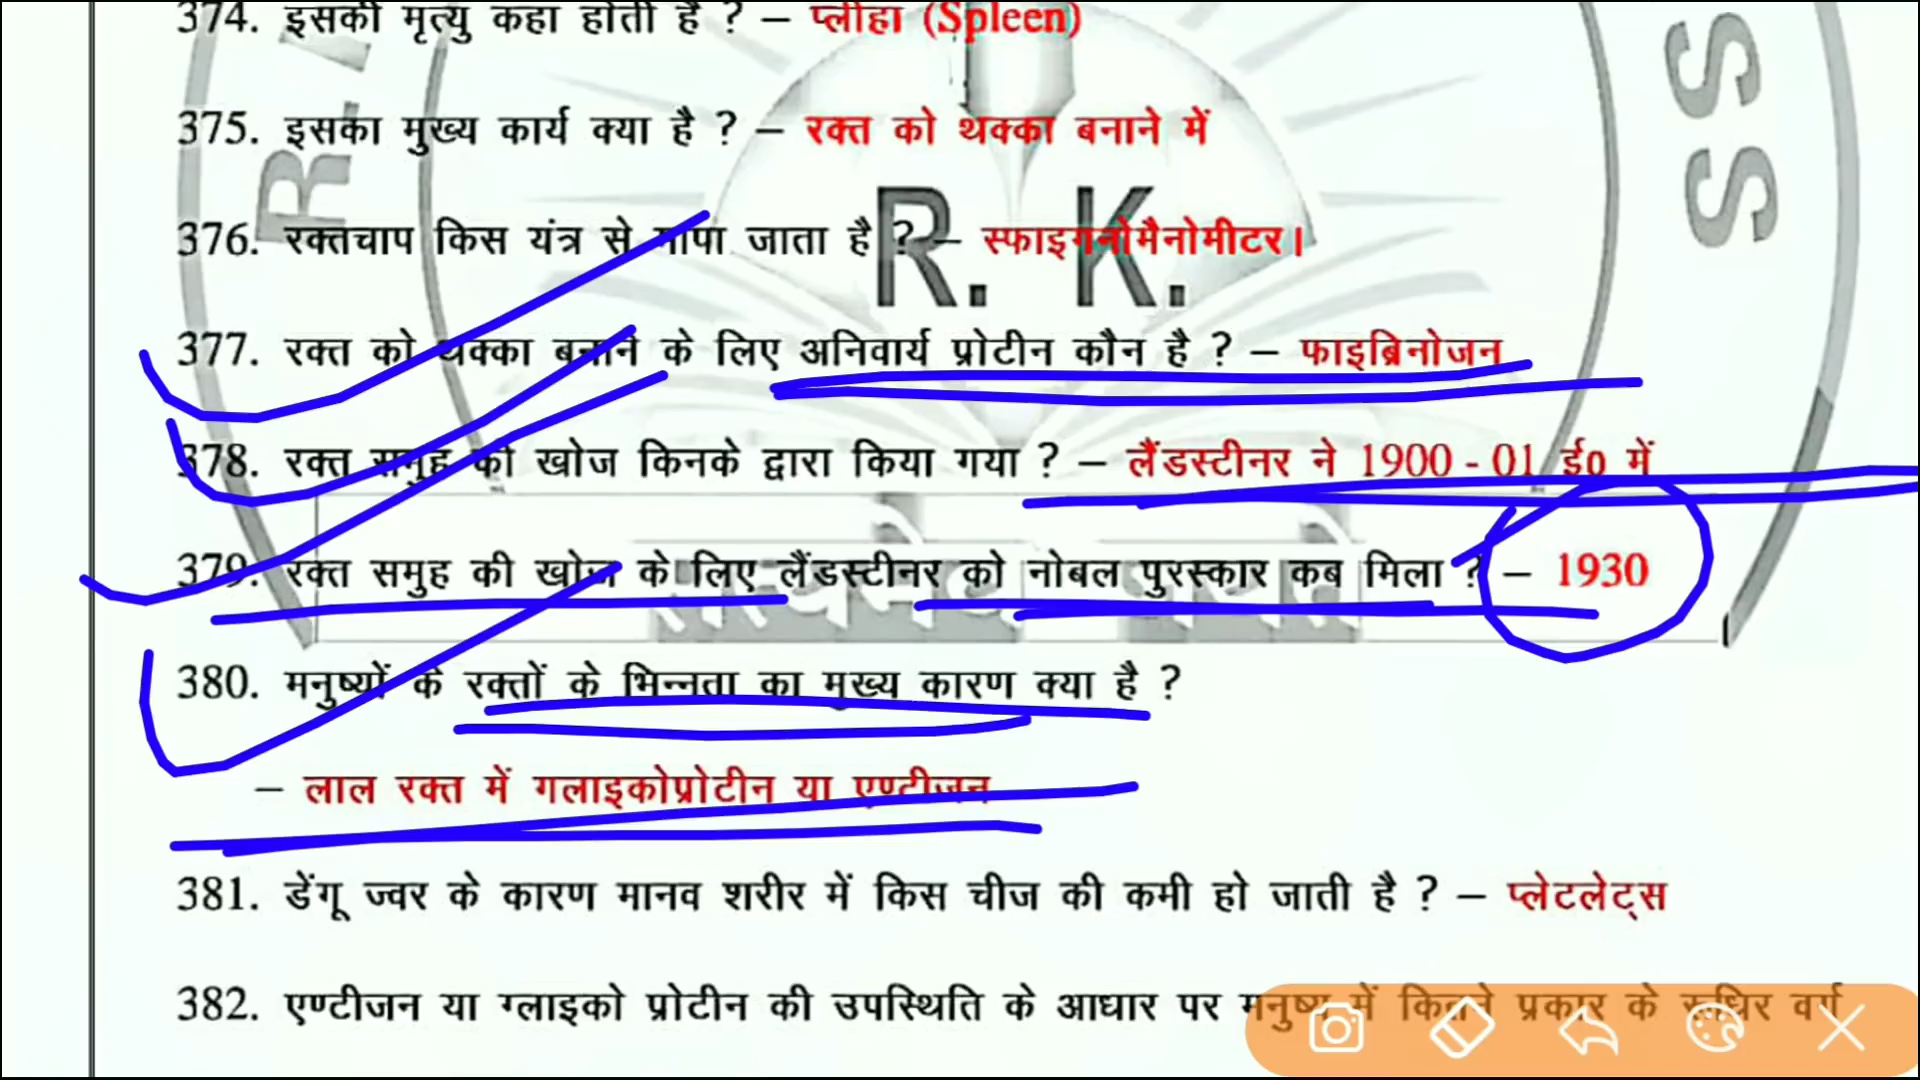 374. इसकी मृत्यु कहा होती है ? – प्लीहा (Spleen)
375. इसका मुख्य कार्य क्या है ? – रक्त को थक्का बनाने में
R. K.
376. रक्तचाप किस यंत्र से मापा जाता है ? – स्फाइगनोमैनोमीटर।
377. रक्त को थक्का बनाने के लिए अनिवार्य प्रोटीन कौन है ? – फाइब्रिनोजन
378. रक्त समुह की खोज किनके द्वारा किया गया ? – लैंडस्टीनर ने 1900 - 01 ई0 में
379. रक्त समुह की खोज के लिए लैंडस्टीनर को नोबल पुरस्कार कब मिला ? – 1930
380. मनुष्यों के रक्तों के भिन्नता का मुख्य कारण क्या है ?
– लाल रक्त में गलाइकोप्रोटीन या एण्टीजन
381. डेंगू ज्वर के कारण मानव शरीर में किस चीज की कमी हो जाती है ? – प्लेटलेट्स
382. एण्टीजन या ग्लाइको प्रोटीन की उपस्थिति के आधार पर मनुष्य में कितने प्रकार के रूधिर वर्ग